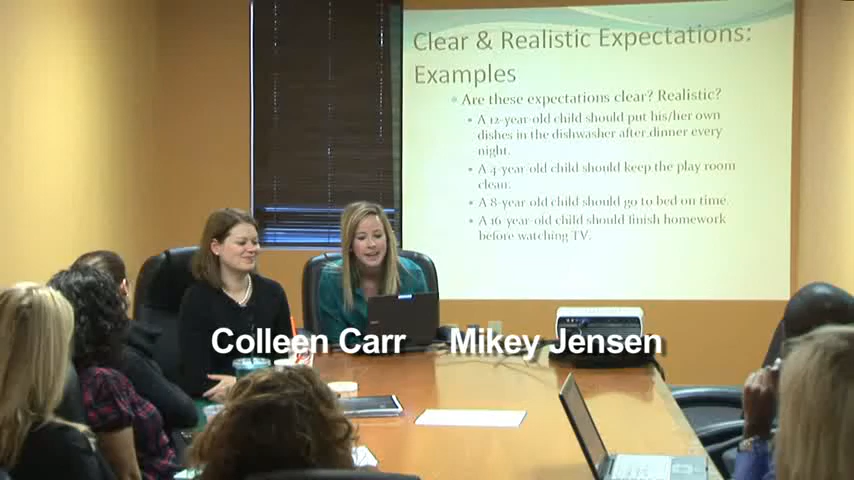 Clear & Realistic Expectations:
Examples
Are these expectations clear? Realistic?
A 12-year-old child should put his/her own
dishes in the dishwasher after dinner every
night.
A 4-year-old child should keep the play room
clean.
A 8-year-old child should go to bed on time.
A 16-year-old child should finish homework
before watching TV.
Colleen Carr
Mikey Jensen